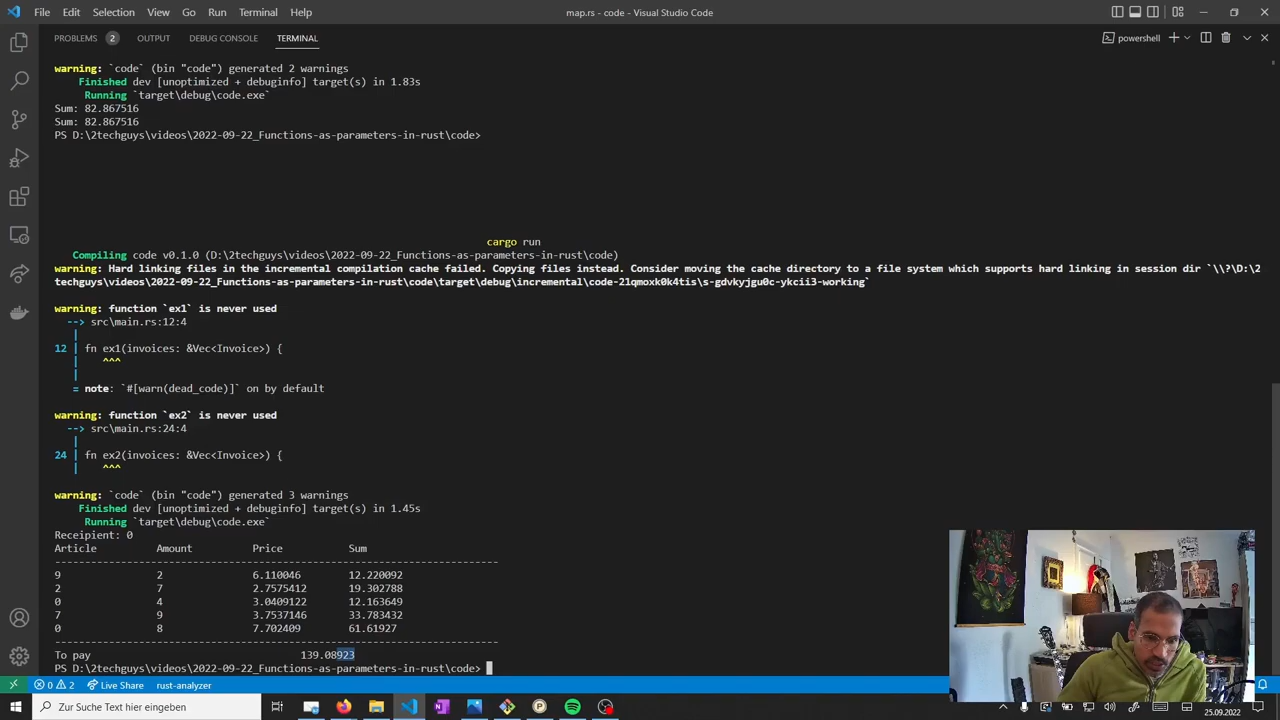 File Edit Selection View Go Run Terminal Help
map.rs - code - Visual Studio Code
PROBLEMS 2 OUTPUT DEBUG CONSOLE TERMINAL
powershell
warning: `code` (bin "code") generated 2 warnings
Finished dev [unoptimized + debuginfo] target(s) in 1.83s
Running `target\debug\code.exe`
Sum: 82.867516
Sum: 82.867516
PS D:\2techguys\videos\2022-09-22_Functions-as-parameters-in-rust\code>
cargo run
Compiling code v0.1.0 (D:\2techguys\videos\2022-09-22_Functions-as-parameters-in-rust\code)
warning: Hard linking files in the incremental compilation cache failed. Copying files instead. Consider moving the cache directory to a file system which supports hard linking in session dir `\\?\D:\2
techguys\videos\2022-09-22_Functions-as-parameters-in-rust\code\target\debug\incremental\code-21qmoxk0k4tis\s-gdvkyjgu0c-ykcii3-working`
warning: function `ex1` is never used
--> src\main.rs:12:4
|
12 | fn ex1(invoices: &Vec<Invoice>) {
| ^^^
|
= note: `#[warn(dead_code)]` on by default
warning: function `ex2` is never used
--> src\main.rs:24:4
|
24 | fn ex2(invoices: &Vec<Invoice>) {
| ^^^
warning: `code` (bin "code") generated 3 warnings
Finished dev [unoptimized + debuginfo] target(s) in 1.45s
Running `target\debug\code.exe`
Receipient: 0
Article Amount Price Sum
--------------------------------------------------------------------------
9 2 6.110046 12.220092
2 7 2.7575412 19.302788
0 4 3.0409122 12.163649
7 9 3.7537146 33.783432
0 8 7.702409 61.61927
--------------------------------------------------------------------------
To pay 139.08923
PS D:\2techguys\videos\2022-09-22_Functions-as-parameters-in-rust\code>
0 2 Live Share rust-analyzer
Zur Suche Text hier eingeben
25.09.2022